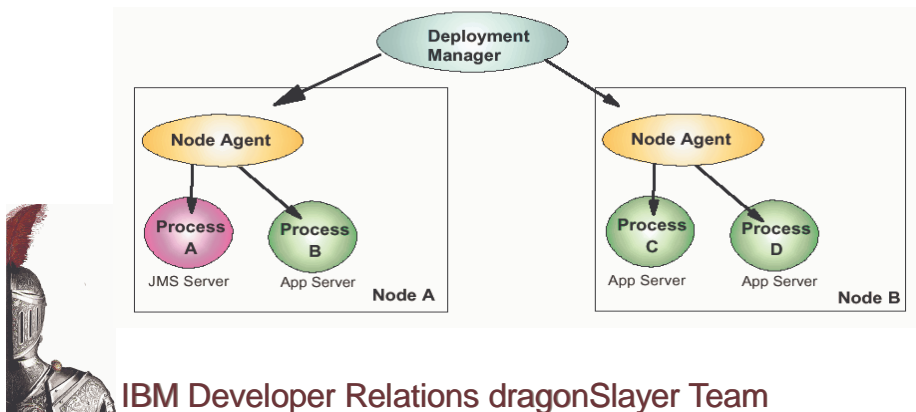 Deployment
Manager
Node Agent
Node Agent
Process
A
Process
B
Process
C
Process
D
JMS Server
App Server
App Server
App Server
Node A
Node B
IBM Developer Relations dragonSlayer Team